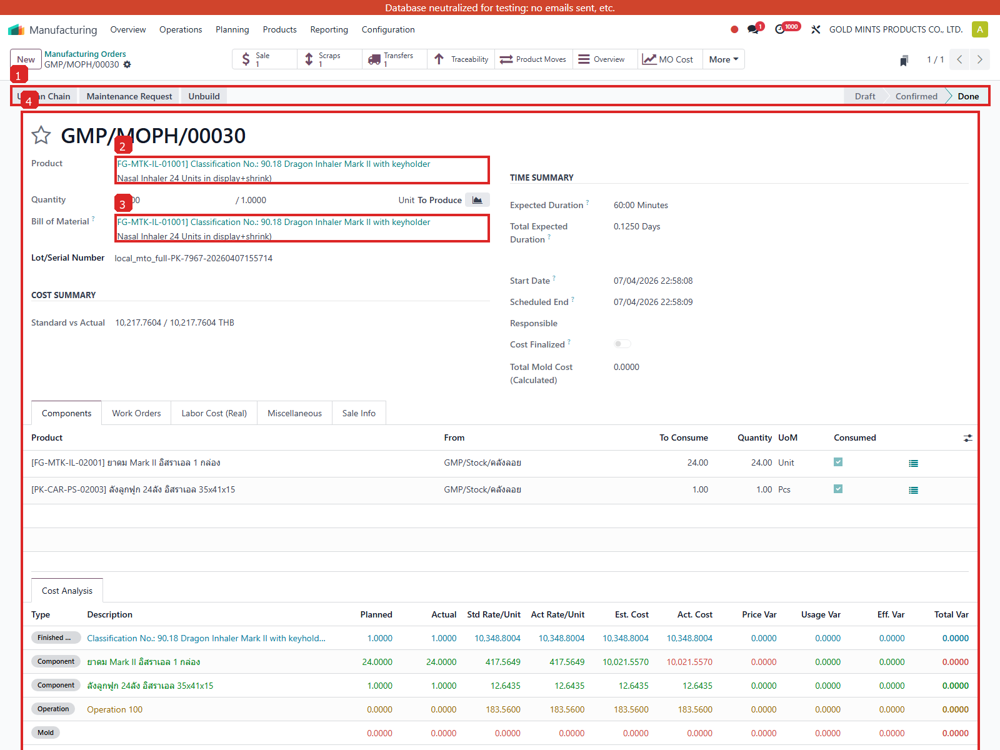 Database neutralized for testing: no emails sent, etc.
Manufacturing Overview Operations Planning Products Reporting Configuration
1 1000 GOLD MINTS PRODUCTS CO., LTD. A
New Manufacturing Orders
GMP/MOPH/00030
Sale 1 Scraps 1 Transfers 1 Traceability Product Moves Overview MO Cost More
1 / 1
1
4
Chain Maintenance Request Unbuild Draft Confirmed Done
GMP/MOPH/00030
2
Product FG-MTK-IL-01001] Classification No.: 90.18 Dragon Inhaler Mark II with keyholder
Nasal Inhaler 24 Units in display+shrink)
TIME SUMMARY
3
Quantity 00 / 1.0000 Unit To Produce
Expected Duration ? 60:00 Minutes
Bill of Material ? FG-MTK-IL-01001] Classification No.: 90.18 Dragon Inhaler Mark II with keyholder
Nasal Inhaler 24 Units in display+shrink)
Total Expected Duration ? 0.1250 Days
Lot/Serial Number local_mto_full-PK-7967-20260407155714
Start Date ? 07/04/2026 22:58:08
COST SUMMARY
Scheduled End ? 07/04/2026 22:58:09
Standard vs Actual 10,217.7604 / 10,217.7604 THB
Responsible
Cost Finalized ?
Total Mold Cost (Calculated) 0.0000
Components Work Orders Labor Cost (Real) Miscellaneous Sale Info
Product From To Consume Quantity UoM Consumed
[FG-MTK-IL-02001] ยาดม Mark II อิสราเอล 1 กล่อง GMP/Stock/คลังลอย 24.00 24.00 Unit
[PK-CAR-PS-02003] ลังลูกฟูก 24ลัง อิสราเอล 35x41x15 GMP/Stock/คลังลอย 1.00 1.00 Pcs
Cost Analysis
Type Description Planned Actual Std Rate/Unit Act Rate/Unit Est. Cost Act. Cost Price Var Usage Var Eff. Var Total Var
Finished ... Classification No.: 90.18 Dragon Inhaler Mark II with keyhold... 1.0000 1.0000 10,348.8004 10,348.8004 10,348.8004 10,348.8004 0.0000 0.0000 0.0000 0.0000
Component ยาดม Mark II อิสราเอล 1 กล่อง 24.0000 24.0000 417.5649 417.5649 10,021.5570 10,021.5570 0.0000 0.0000 0.0000 0.0000
Component ลังลูกฟูก 24ลัง อิสราเอล 35x41x15 1.0000 1.0000 12.6435 12.6435 12.6435 12.6435 0.0000 0.0000 0.0000 0.0000
Operation Operation 100 0.0000 0.0000 183.5600 183.5600 183.5600 183.5600 0.0000 0.0000 0.0000 0.0000
Mold 0.0000 0.0000 0.0000 0.0000 0.0000 0.0000 0.0000 0.0000 0.0000 0.0000